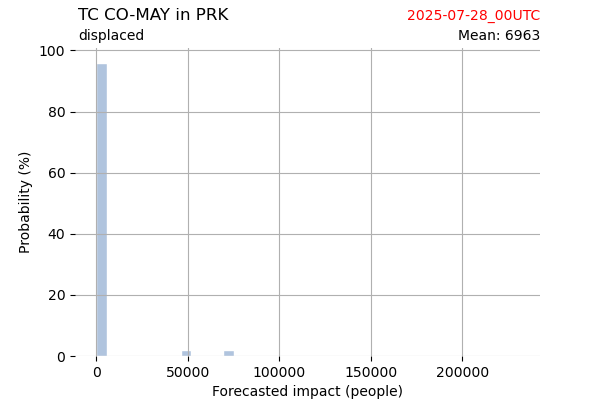 TC CO-MAY in PRK
2025-07-28_00UTC
displaced
Mean: 6963
100
80
60
40
20
0
Probability (%)
0
50000
100000
150000
200000
Forecasted impact (people)